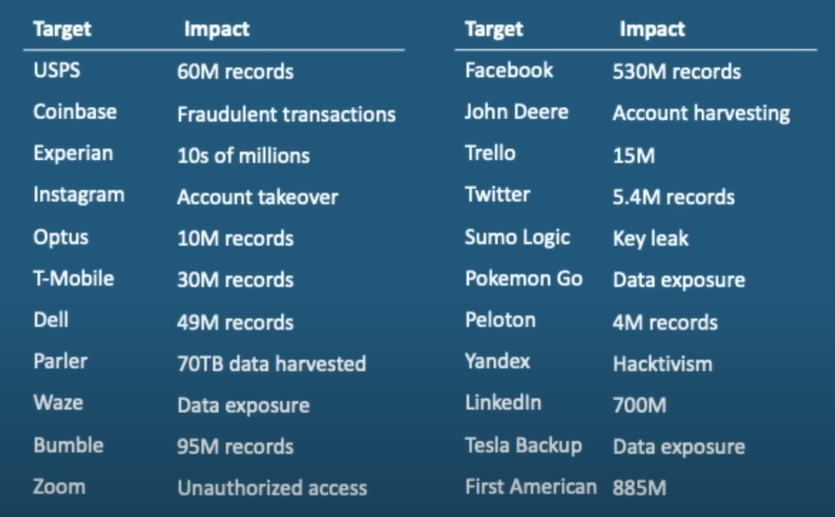 Target Impact Target Impact
USPS 60M records Facebook 530M records
Coinbase Fraudulent transactions John Deere Account harvesting
Experian 10s of millions Trello 15M
Instagram Account takeover Twitter 5.4M records
Optus 10M records Sumo Logic Key leak
T-Mobile 30M records Pokemon Go Data exposure
Dell 49M records Peloton 4M records
Parler 70TB data harvested Yandex Hacktivism
Waze Data exposure LinkedIn 700M
Bumble 95M records Tesla Backup Data exposure
Zoom Unauthorized access First American 885M